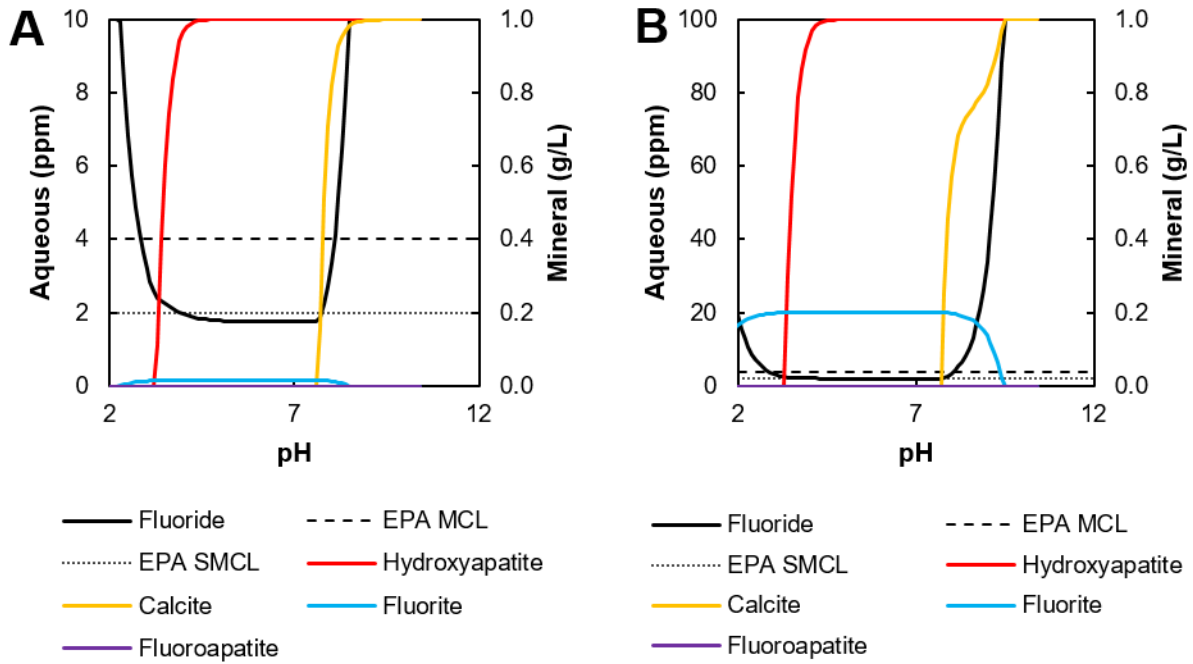 A
10
8
6
4
2
0
Aqueous (ppm)
1.0
0.8
0.6
0.4
0.2
0.0
Mineral (g/L)
2
7
12
pH
Fluoride
EPA MCL
EPA SMCL
Hydroxyapatite
Calcite
Fluorite
Fluoroapatite
B
100
80
60
40
20
0
Aqueous (ppm)
1.0
0.8
0.6
0.4
0.2
0.0
Mineral (g/L)
2
7
12
pH
Fluoride
EPA MCL
EPA SMCL
Hydroxyapatite
Calcite
Fluorite
Fluoroapatite